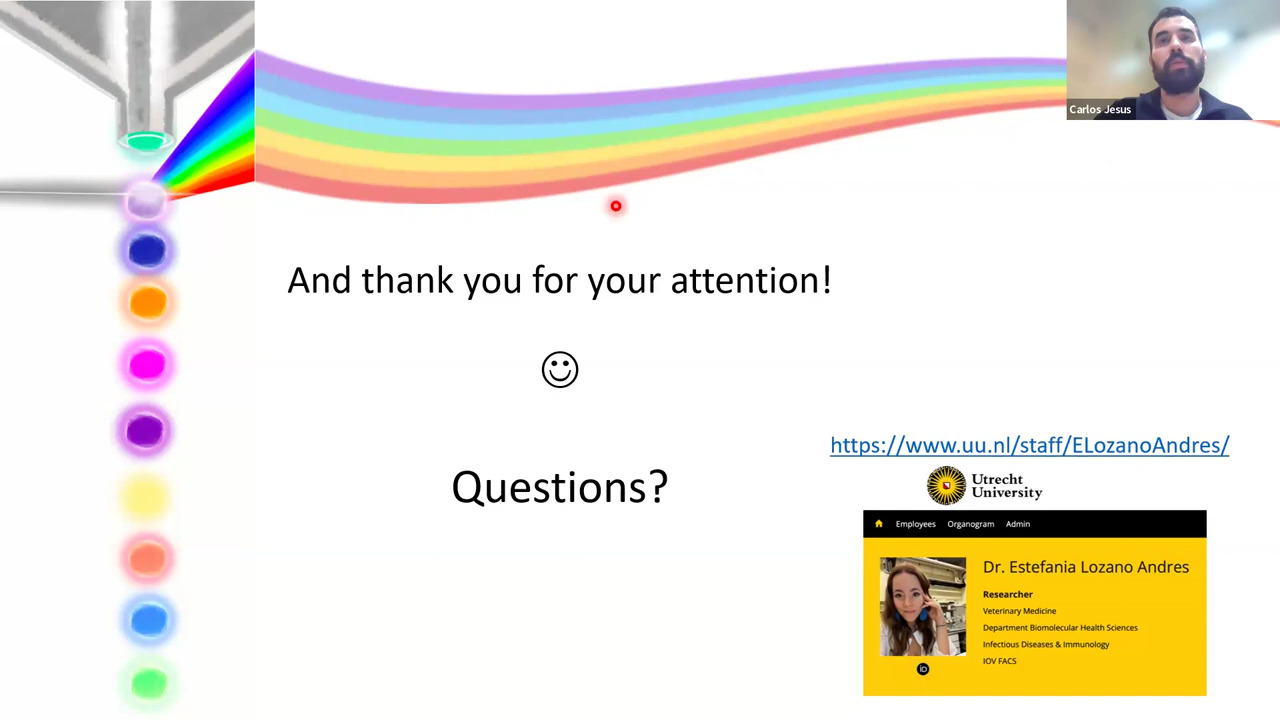 Carlos Jesus
And thank you for your attention!
Questions?
https://www.uu.nl/staff/ELozanoAndres/
Utrecht
University
Employees Organogram Admin
Dr. Estefania Lozano Andres
Researcher
Veterinary Medicine
Department Biomolecular Health Sciences
Infectious Diseases & Immunology
IOV FACS
iD